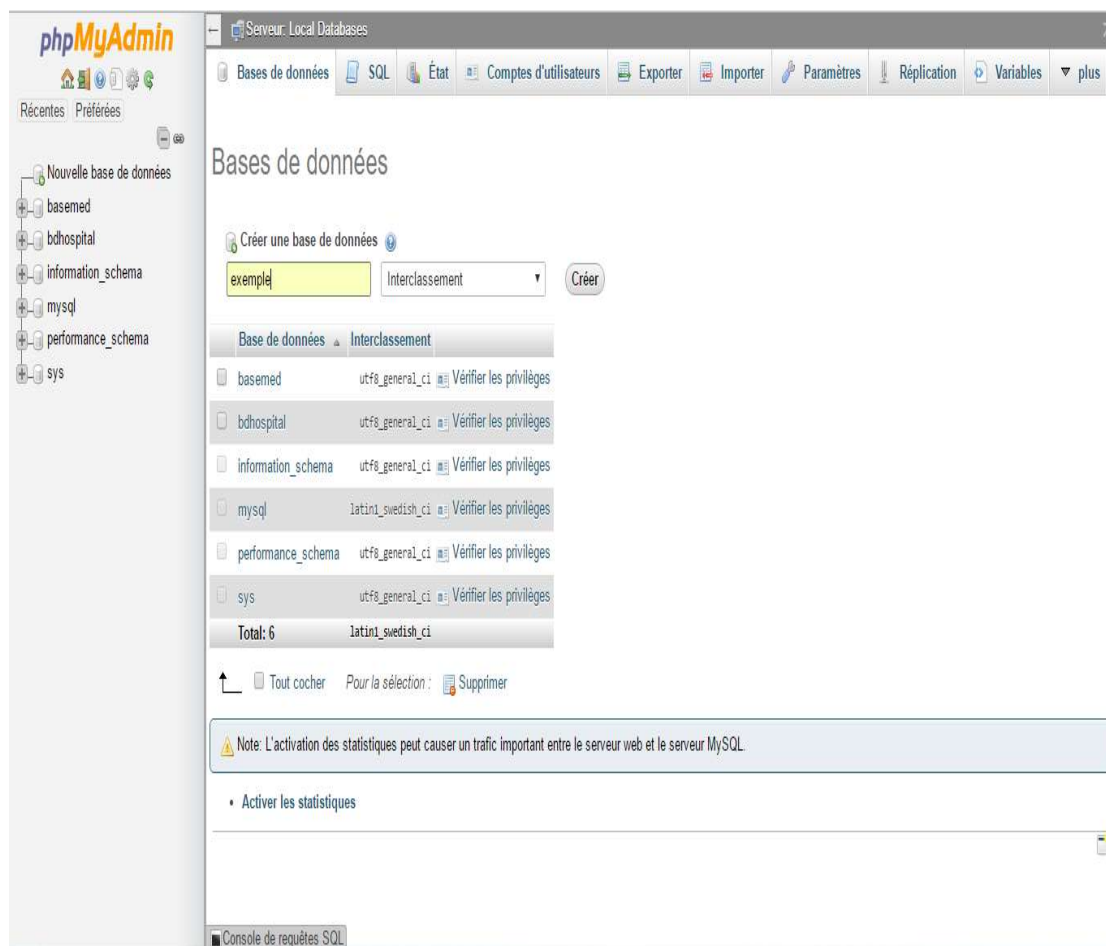 phpMyAdmin
Récentes Préférées
Nouvelle base de données
basemed
bdhospital
information_schema
mysql
performance_schema
sys
Serveur: Local Databases
Bases de données SQL État Comptes d'utilisateurs Exporter Importer Paramètres Réplication Variables plus
Bases de données
Créer une base de données
exemple Interclassement Créer
Base de données Interclassement
basemed utf8_general_ci Vérifier les privilèges
bdhospital utf8_general_ci Vérifier les privilèges
information_schema utf8_general_ci Vérifier les privilèges
mysql latin1_swedish_ci Vérifier les privilèges
performance_schema utf8_general_ci Vérifier les privilèges
sys utf8_general_ci Vérifier les privilèges
Total: 6 latin1_swedish_ci
Tout cocher Pour la sélection : Supprimer
Note: L'activation des statistiques peut causer un trafic important entre le serveur web et le serveur MySQL.
• Activer les statistiques
Console de requêtes SQL